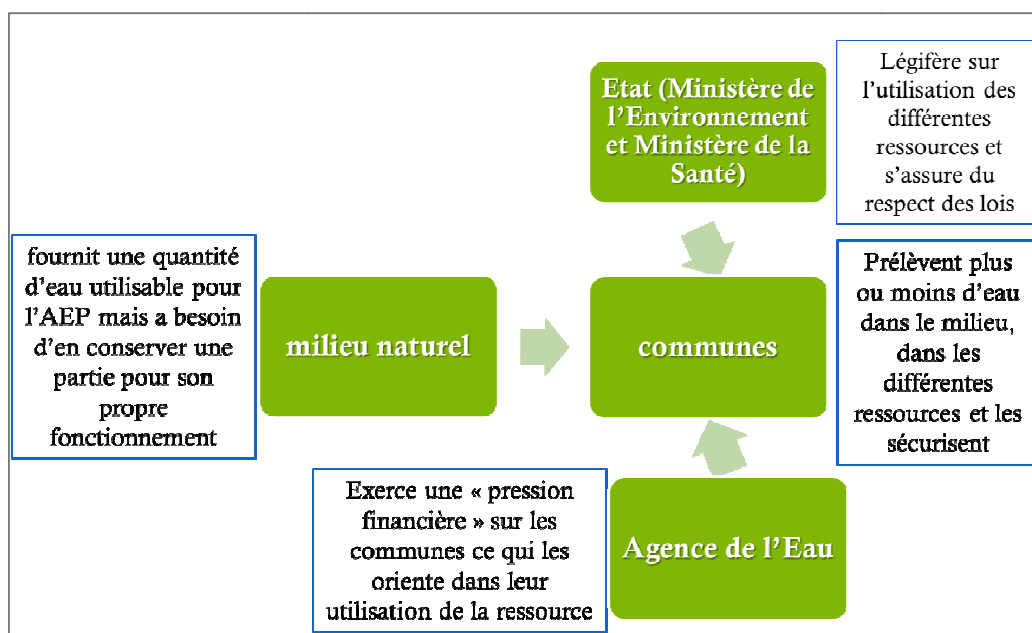 Etat (Ministère de
l'Environnement
et Ministère de la
Santé)
Légifère sur
l'utilisation des
différentes
ressources et
s'assure du
respect des lois
fournit une quantité
d'eau utilisable pour
l'AEP mais a besoin
d'en conserver une
partie pour son
propre
fonctionnement
milieu naturel
communes
Prélèvent plus
ou moins d'eau
dans le milieu,
dans les
différentes
ressources et les
sécurisent
Exerce une « pression
financière » sur les
communes ce qui les
oriente dans leur
utilisation de la ressource
Agence de l'Eau